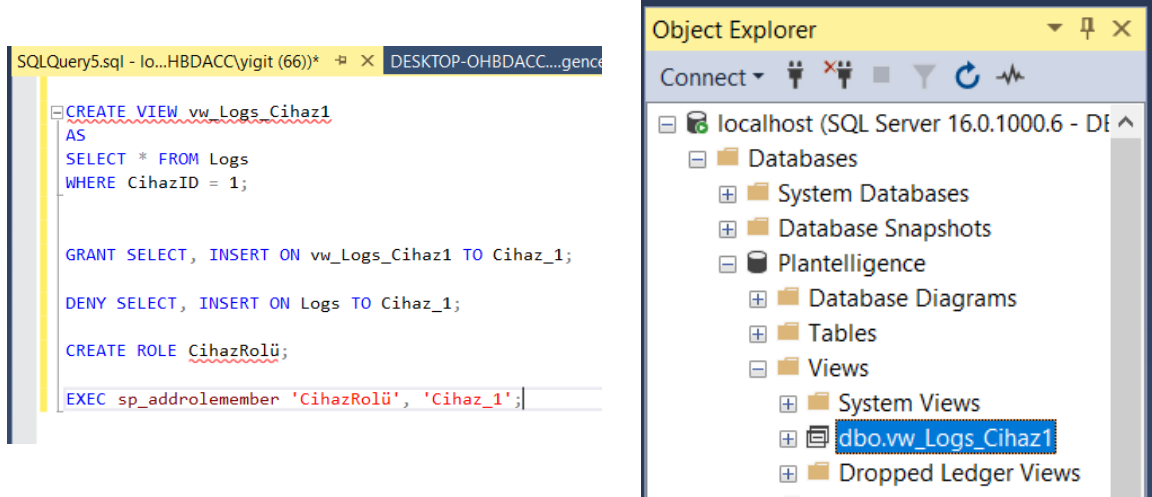 SQLQuery5.sql - lo...HBDACC\yigit (66))*
DESKTOP-OHBDACC....gence
CREATE VIEW vw_Logs_Cihaz1
AS
SELECT * FROM Logs
WHERE CihazID = 1;
GRANT SELECT, INSERT ON vw_Logs_Cihaz1 TO Cihaz_1;
DENY SELECT, INSERT ON Logs TO Cihaz_1;
CREATE ROLE CihazRolü;
EXEC sp_addrolemember 'CihazRolü', 'Cihaz_1';
Object Explorer
Connect
localhost (SQL Server 16.0.1000.6 - DE
Databases
System Databases
Database Snapshots
Plantelligence
Database Diagrams
Tables
Views
System Views
dbo.vw_Logs_Cihaz1
Dropped Ledger Views